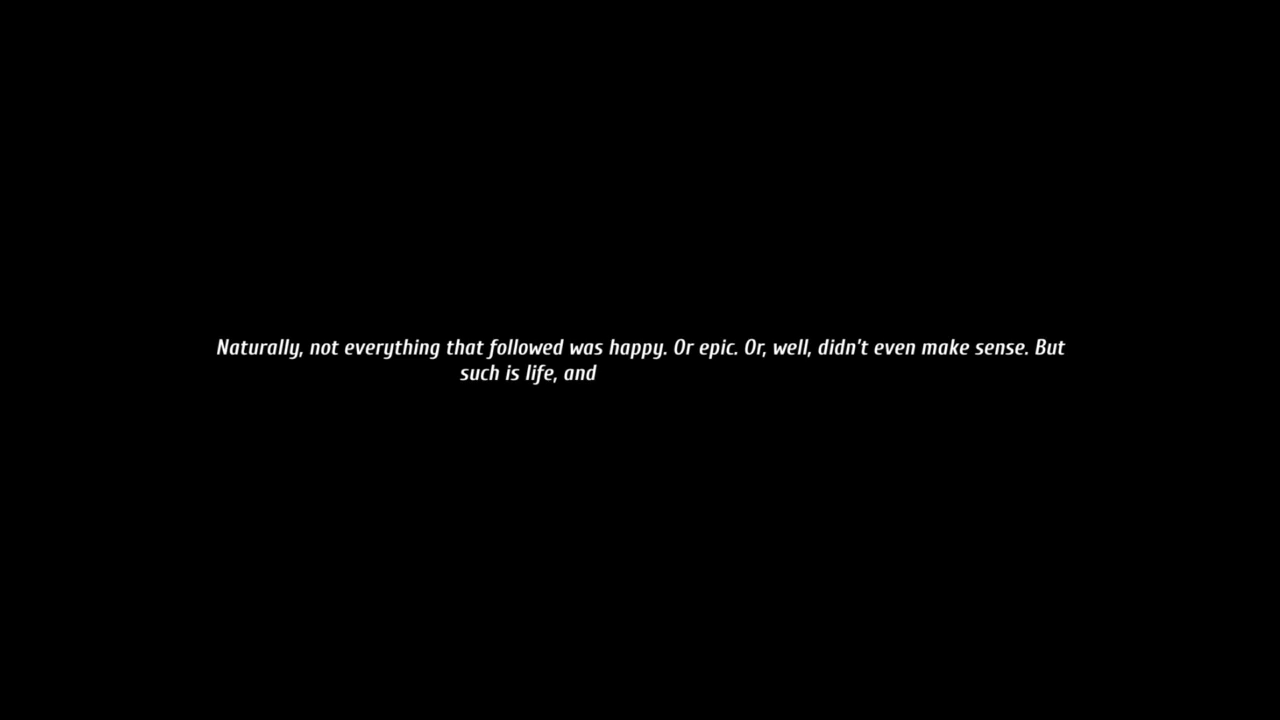 Naturally, not everything that followed was happy. Or epic. Or, well, didn't even make sense. But
such is life, and